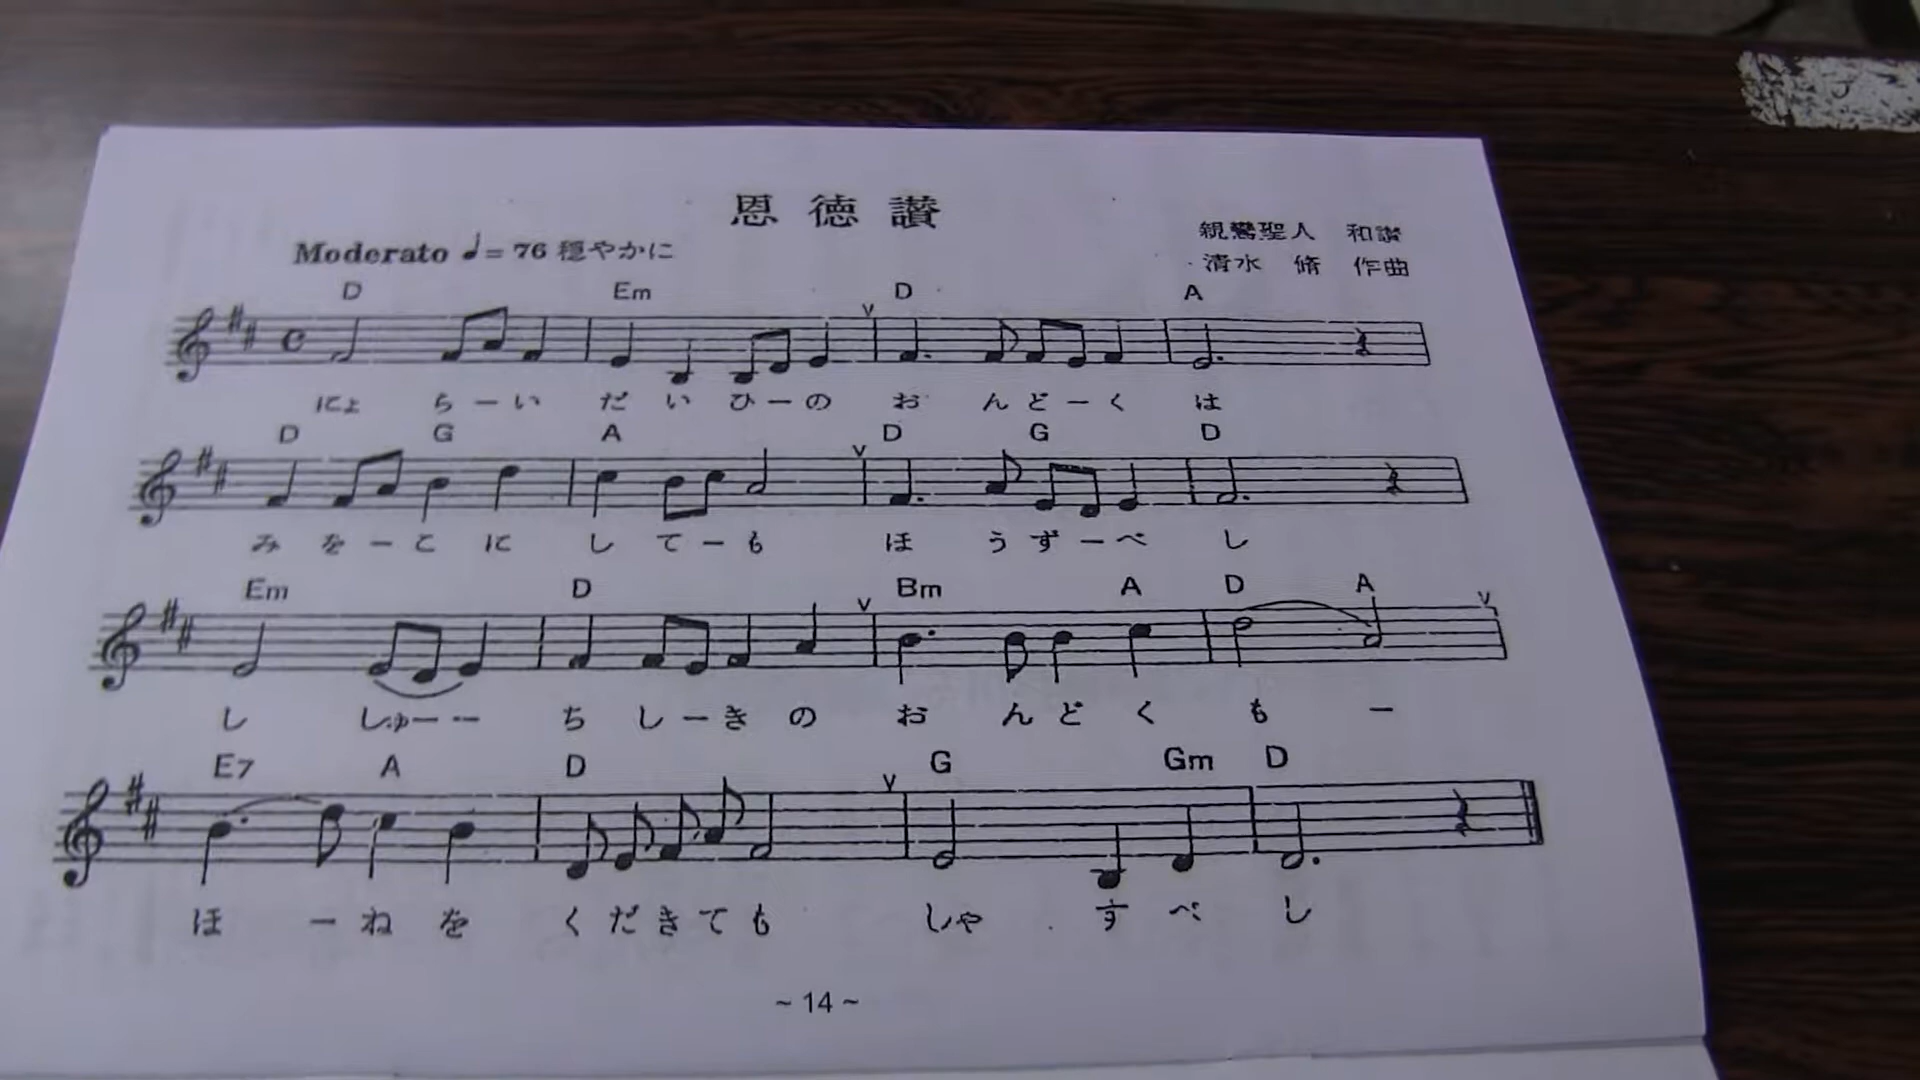 恩徳讃
Moderato ♩= 76 穏やかに
親鸞聖人 和讃
清水 脩 作曲
D Em D A
にょ らーい だ い ひーの お ん どーく は
D G A D G D
み をーこ に し てーも ほ う ずーべ し
Em D Bm A D A
し しゅー ー ち しーき の お ん ど く も ー
E7 A D G Gm D
ほ ーね を く だ き て も しゃ す べ し
~ 14 ~